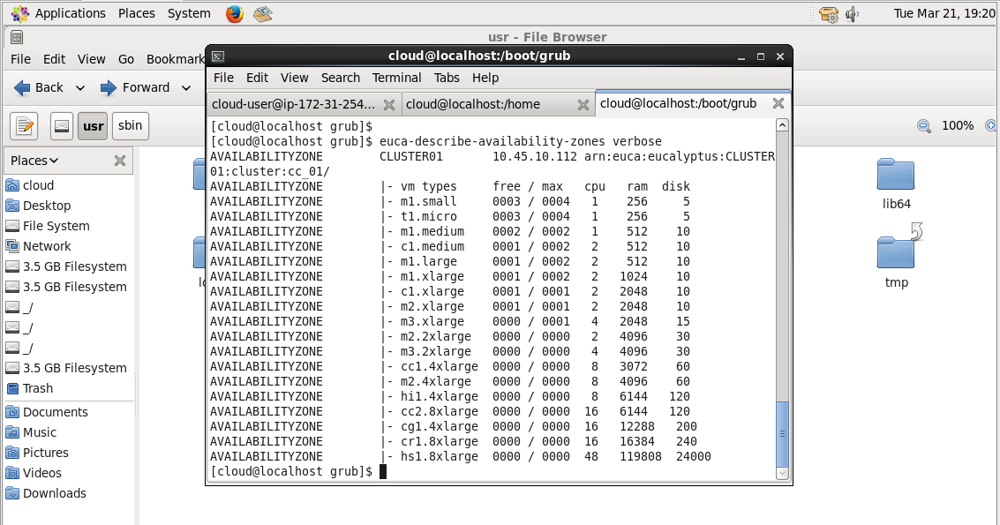 Applications Places System Tue Mar 21, 19:20
usr - File Browser
File Edit View Go Bookmark
Back Forward
usr sbin 100%
Places
cloud
Desktop
File System
Network
3.5 GB Filesystem
3.5 GB Filesystem
_/
_/
_/
3.5 GB Filesystem
Trash
Documents
Music
Pictures
Videos
Downloads
lib64
tmp
cloud@localhost:/boot/grub
File Edit View Search Terminal Tabs Help
cloud-user@ip-172-31-254... cloud@localhost:/home cloud@localhost:/boot/grub
[cloud@localhost grub]$
[cloud@localhost grub]$ euca-describe-availability-zones verbose
AVAILABILITYZONE CLUSTER01 10.45.10.112 arn:euca:eucalyptus:CLUSTER
01:cluster:cc_01/
AVAILABILITYZONE |- vm types free / max cpu ram disk
AVAILABILITYZONE |- m1.small 0003 / 0004 1 256 5
AVAILABILITYZONE |- t1.micro 0003 / 0004 1 256 5
AVAILABILITYZONE |- m1.medium 0002 / 0002 1 512 10
AVAILABILITYZONE |- c1.medium 0001 / 0002 2 512 10
AVAILABILITYZONE |- m1.large 0001 / 0002 2 512 10
AVAILABILITYZONE |- m1.xlarge 0001 / 0002 2 1024 10
AVAILABILITYZONE |- c1.xlarge 0001 / 0001 2 2048 10
AVAILABILITYZONE |- m2.xlarge 0001 / 0001 2 2048 10
AVAILABILITYZONE |- m3.xlarge 0000 / 0001 4 2048 15
AVAILABILITYZONE |- m2.2xlarge 0000 / 0000 2 4096 30
AVAILABILITYZONE |- m3.2xlarge 0000 / 0000 4 4096 30
AVAILABILITYZONE |- cc1.4xlarge 0000 / 0000 8 3072 60
AVAILABILITYZONE |- m2.4xlarge 0000 / 0000 8 4096 60
AVAILABILITYZONE |- hi1.4xlarge 0000 / 0000 8 6144 120
AVAILABILITYZONE |- cc2.8xlarge 0000 / 0000 16 6144 120
AVAILABILITYZONE |- cg1.4xlarge 0000 / 0000 16 12288 200
AVAILABILITYZONE |- cr1.8xlarge 0000 / 0000 16 16384 240
AVAILABILITYZONE |- hs1.8xlarge 0000 / 0000 48 119808 24000
[cloud@localhost grub]$